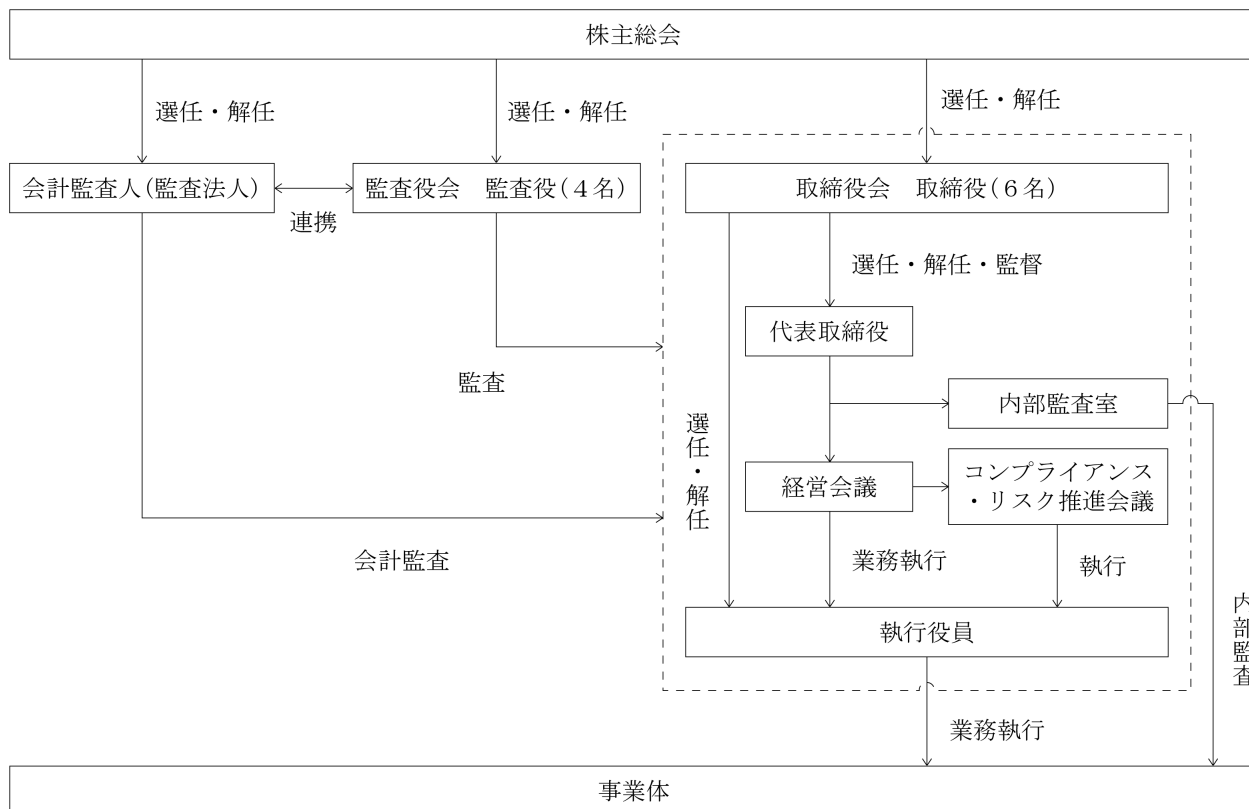 株主総会
選任・解任
選任・解任
選任・解任
会計監査人(監査法人)
監査役会　監査役(4名)
取締役会　取締役(6名)
連携
選任・解任・監督
代表取締役
監査
内部監査室
選任・解任
経営会議
コンプライアンス
・リスク推進会議
会計監査
業務執行
執行
執行役員
内部監査
業務執行
事業体